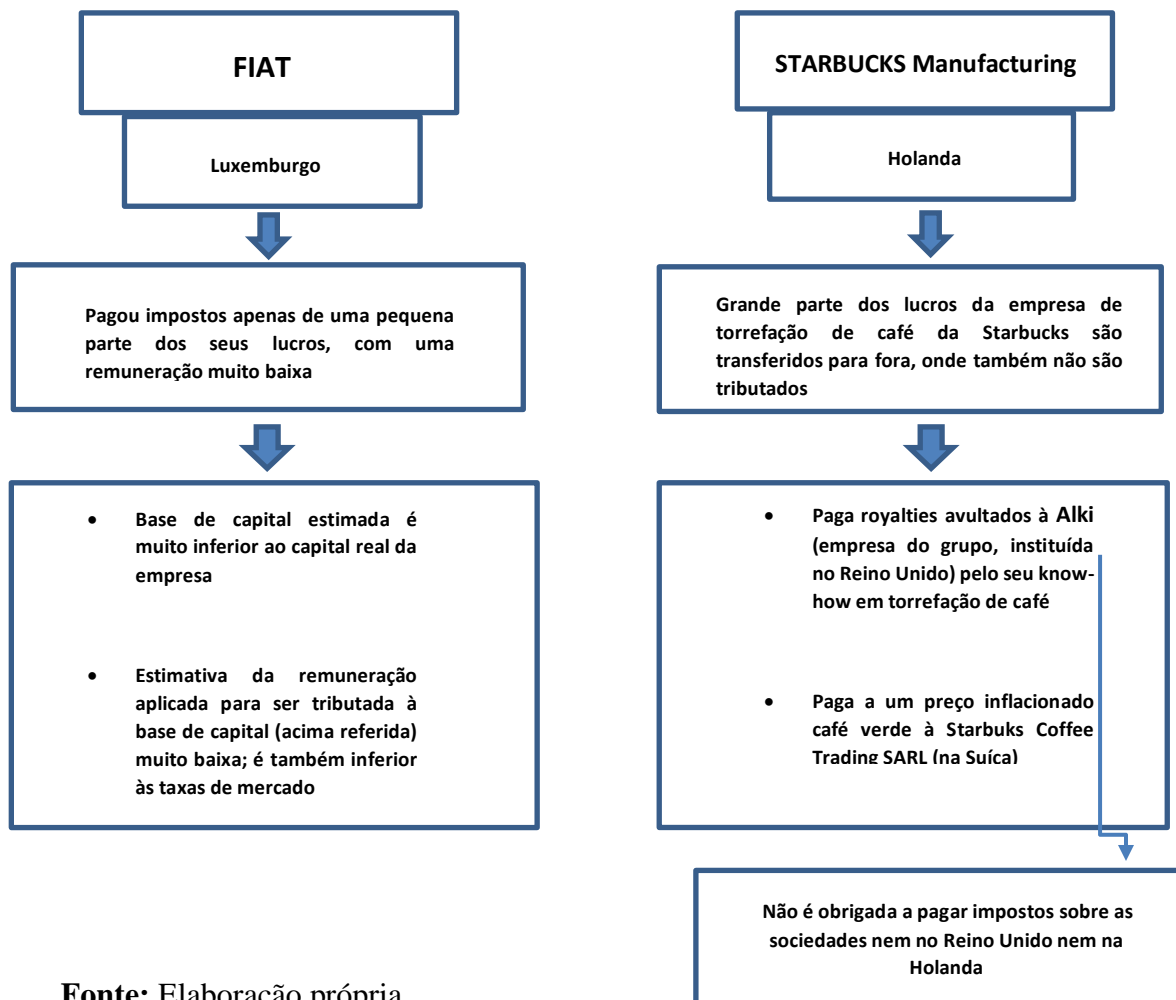 FIAT
Luxemburgo
Pagou impostos apenas de uma pequena
parte dos seus lucros, com uma
remuneração muito baixa
• Base de capital estimada é
muito inferior ao capital real da
empresa
• Estimativa da remuneração
aplicada para ser tributada à
base de capital (acima referida)
muito baixa; é também inferior
às taxas de mercado
STARBUCKS Manufacturing
Holanda
Grande parte dos lucros da empresa de
torrefação de café da Starbucks são
transferidos para fora, onde também não são
tributados
• Paga royalties avultados à Alki
(empresa do grupo, instituída
no Reino Unido) pelo seu know-
how em torrefação de café
• Paga a um preço inflacionado
café verde à Starbuks Coffee
Trading SARL (na Suíca)
Não é obrigada a pagar impostos sobre as
sociedades nem no Reino Unido nem na
Holanda
Fonte: Elaboração própria